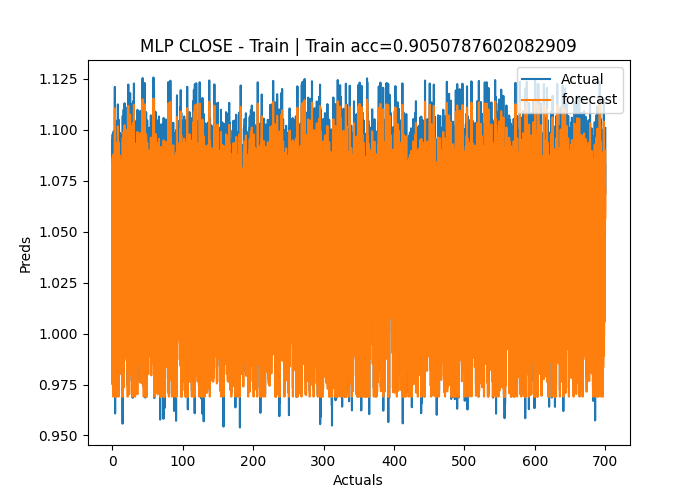 MLP CLOSE - Train | Train acc=0.9050787602082909
Actual
forecast
1.125
1.100
1.075
1.050
1.025
1.000
0.975
0.950
Preds
0 100 200 300 400 500 600 700
Actuals